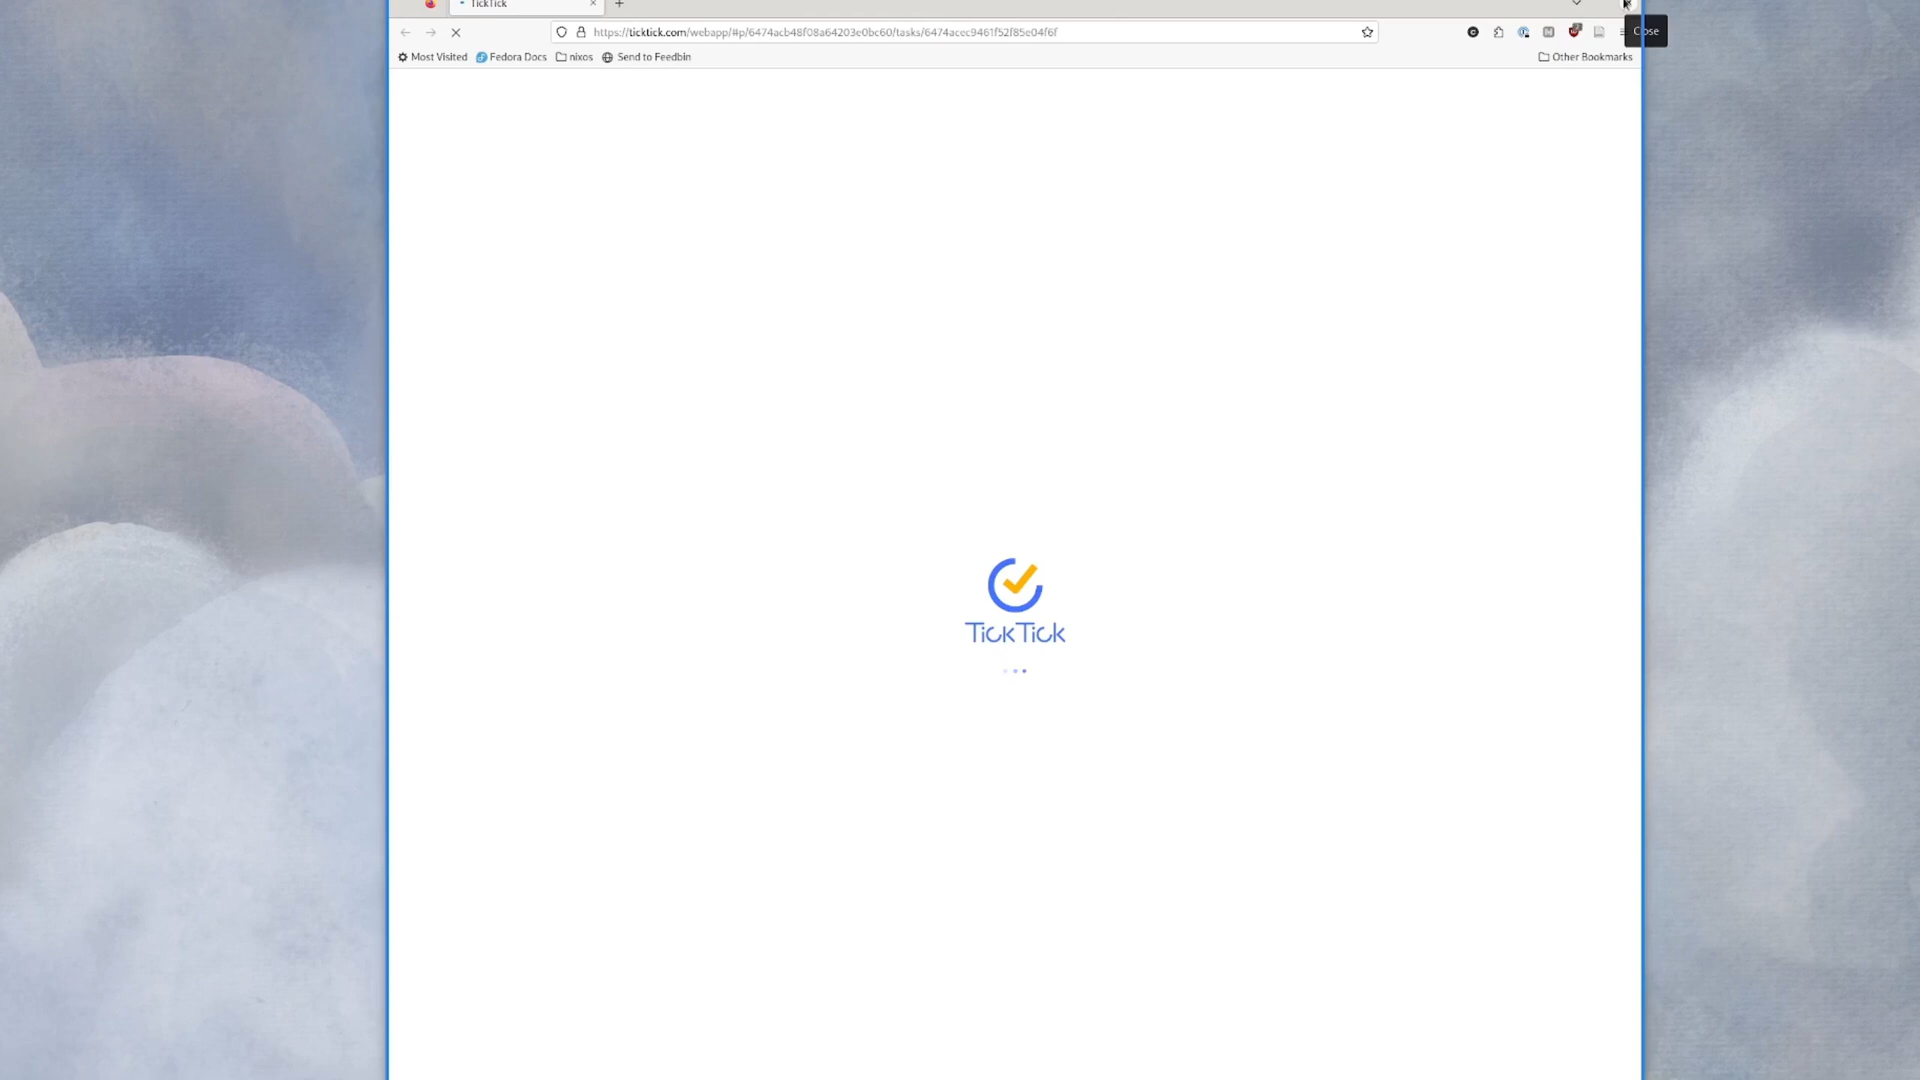 TickTick
https://ticktick.com/webapp/#p/6474acb48f08a64203e0bc60/tasks/6474acec9461f52f85e04f6f
Close
Most Visited
Fedora Docs
nixos
Send to Feedbin
Other Bookmarks
TickTick